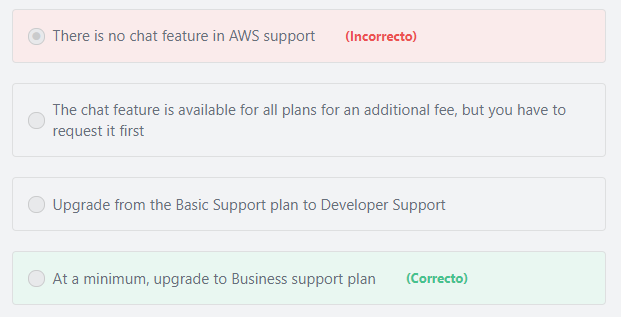 There is no chat feature in AWS support (Incorrecto)
The chat feature is available for all plans for an additional fee, but you have to
request it first
Upgrade from the Basic Support plan to Developer Support
At a minimum, upgrade to Business support plan (Correcto)